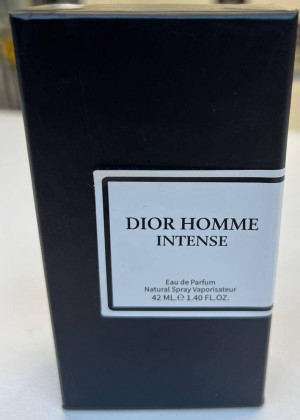 DIOR HOMME
INTENSE
Eau de Parfum
Natural Spray Vaporisateur
42 ML.℮ 1.40 FL.OZ.